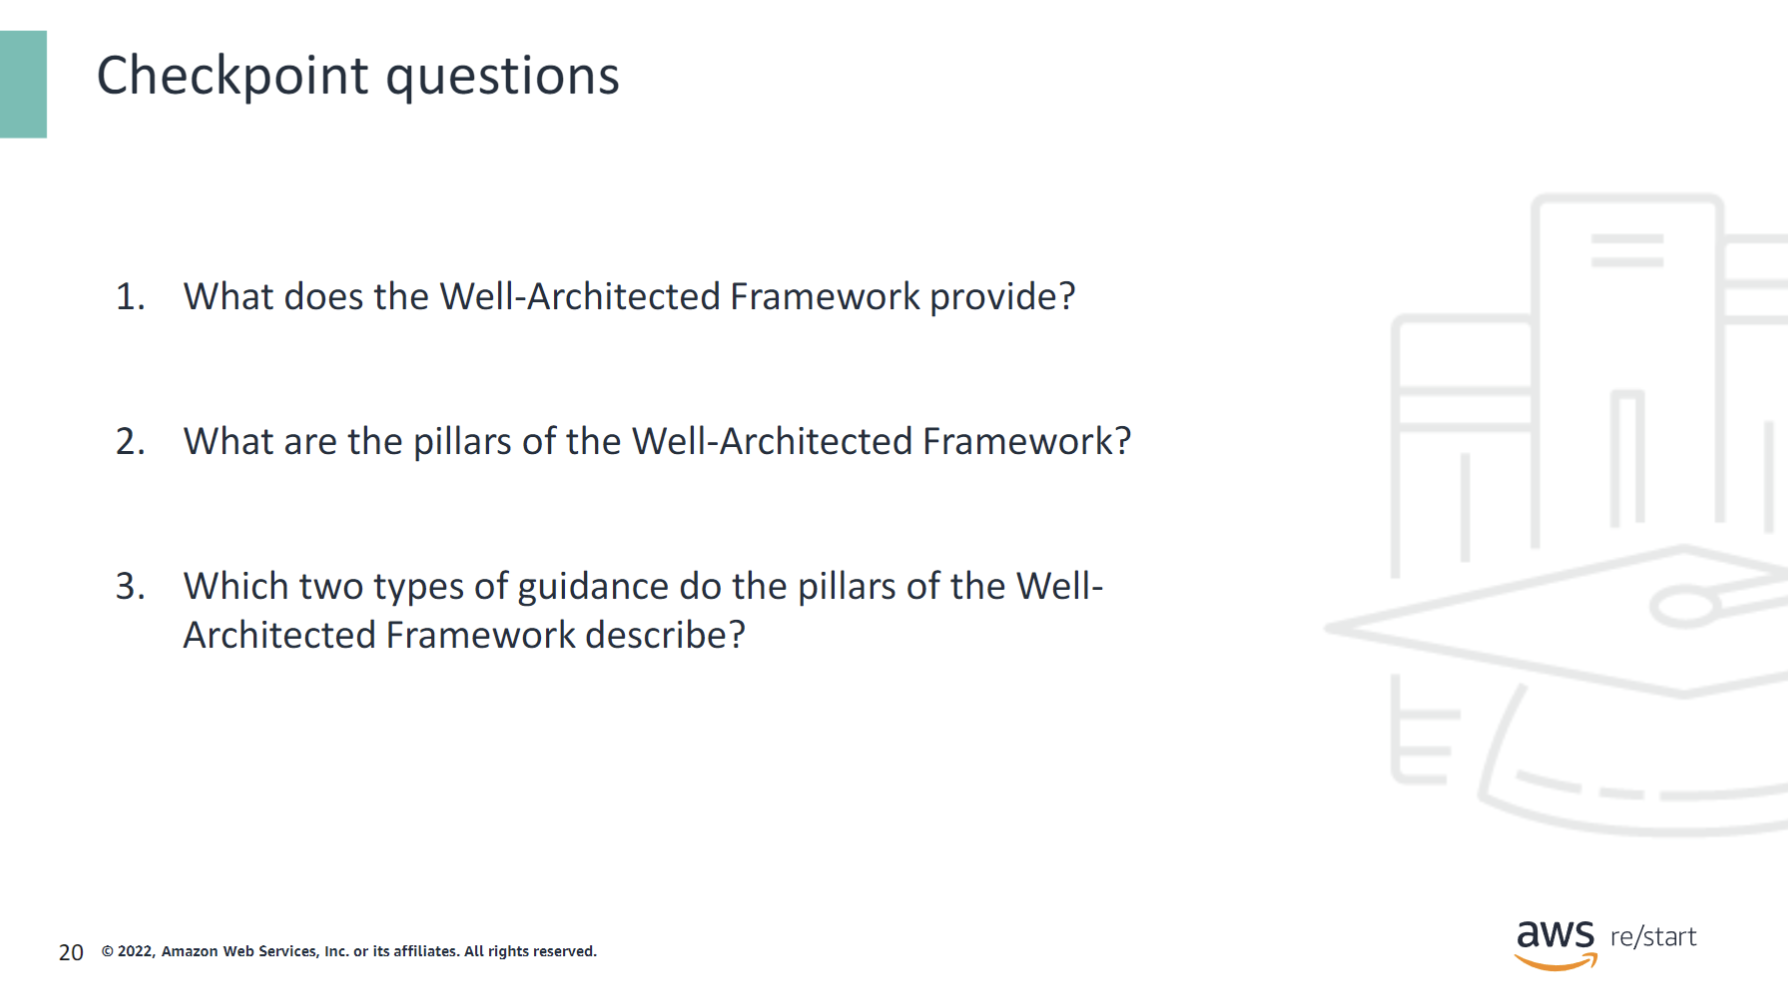 Checkpoint questions
1. What does the Well-Architected Framework provide?
2. What are the pillars of the Well-Architected Framework?
3. Which two types of guidance do the pillars of the Well-
Architected Framework describe?
20 © 2022, Amazon Web Services, Inc. or its affiliates. All rights reserved.
aws re/start